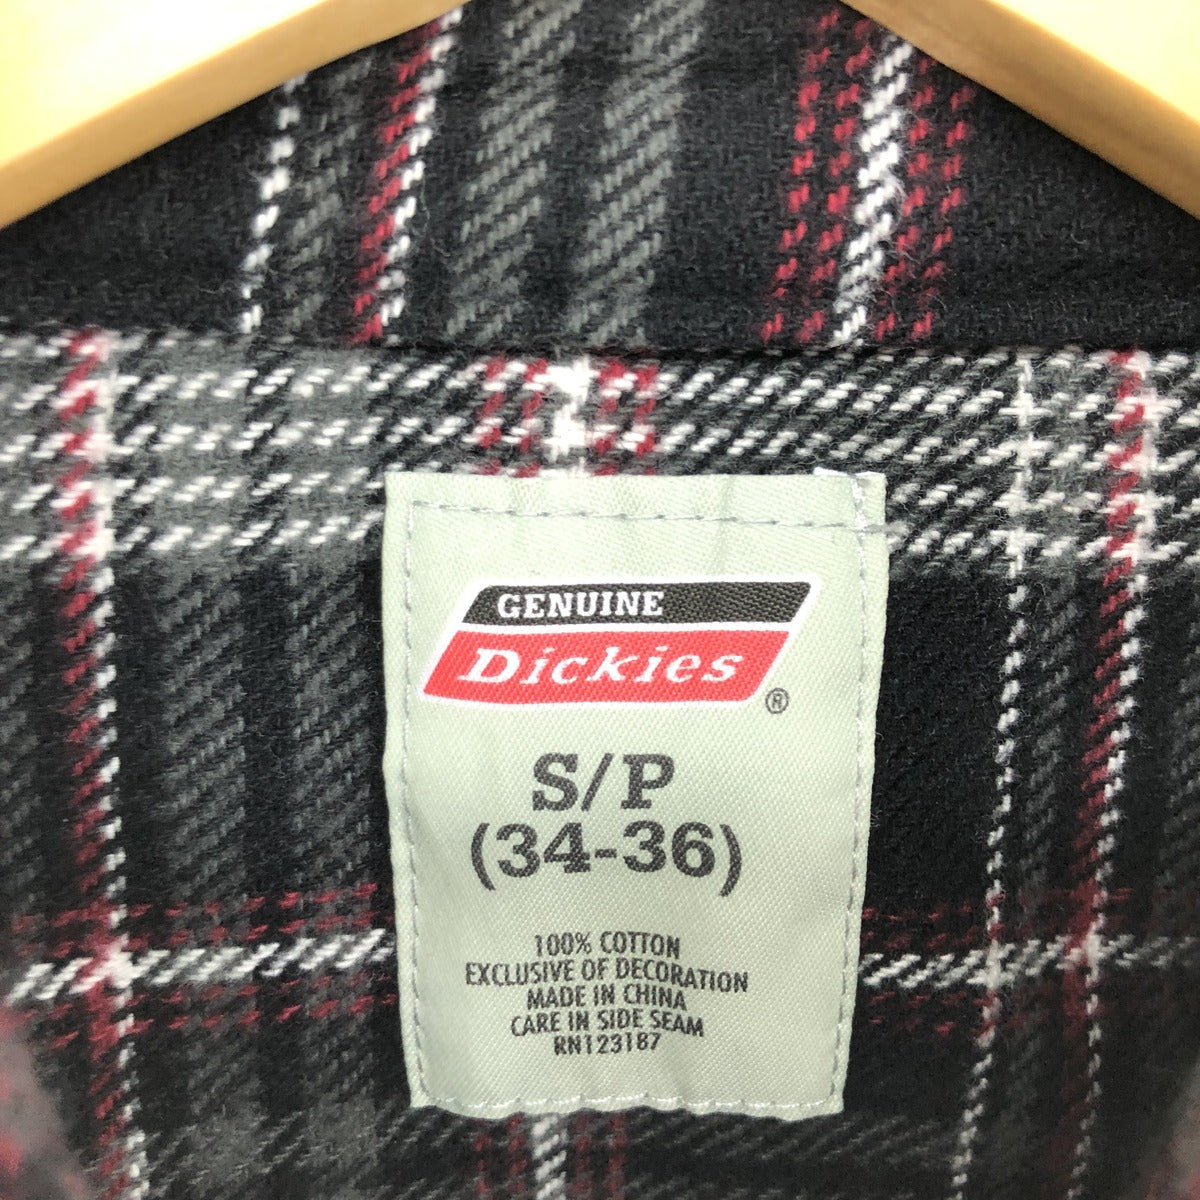 GENUINE
Dickies
®
S/P
(34-36)
100% COTTON
EXCLUSIVE OF DECORATION
MADE IN CHINA
CARE IN SIDE SEAM
RN123187